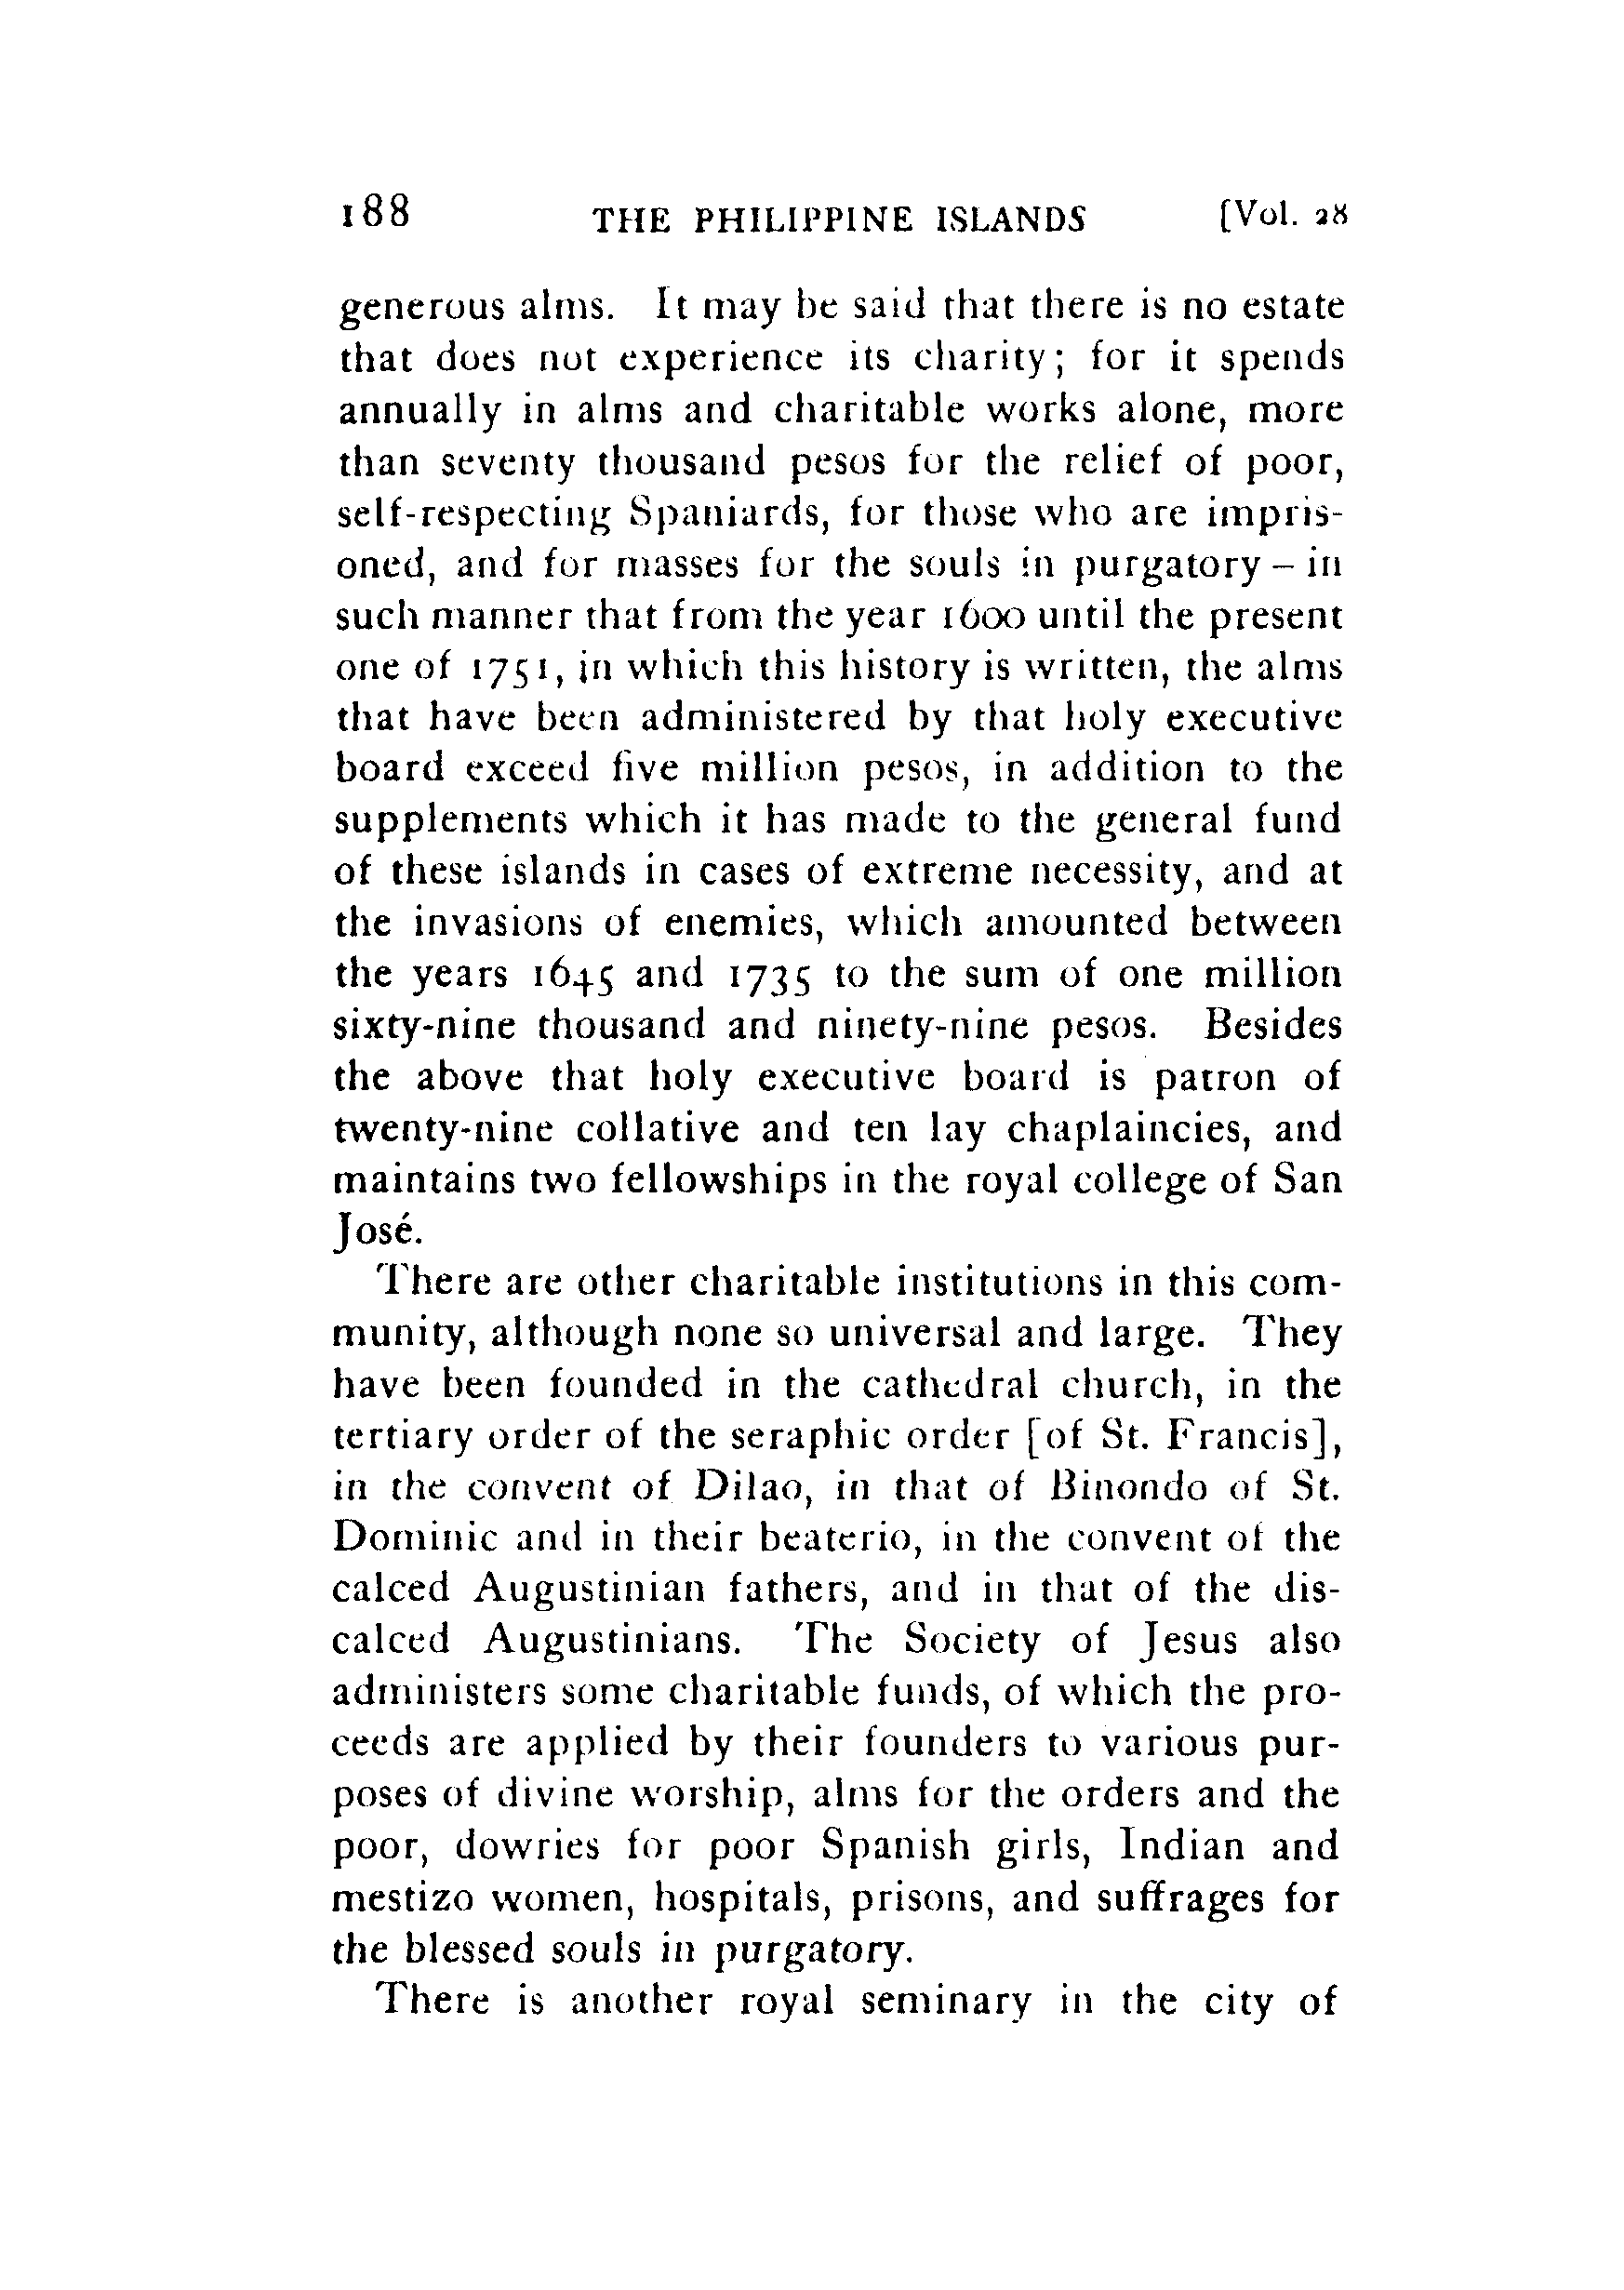 188 THE PHILIPPINE ISLANDS [Vol. 28
generous alms. It may be said that there is no estate
that does not experience its charity; for it spends
annually in alms and charitable works alone, more
than seventy thousand pesos for the relief of poor,
self-respecting Spaniards, for those who are impris-
oned, and for masses for the souls in purgatory – in
such manner that from the year 1600 until the present
one of 1751, in which this history is written, the alms
that have been administered by that holy executive
board exceed five million pesos, in addition to the
supplements which it has made to the general fund
of these islands in cases of extreme necessity, and at
the invasions of enemies, which amounted between
the years 1645 and 1735 to the sum of one million
sixty-nine thousand and ninety-nine pesos. Besides
the above that holy executive board is patron of
twenty-nine collative and ten lay chaplaincies, and
maintains two fellowships in the royal college of San
José.
There are other charitable institutions in this com-
munity, although none so universal and large. They
have been founded in the cathedral church, in the
tertiary order of the seraphic order [of St. Francis],
in the convent of Dilao, in that of Binondo of St.
Dominic and in their beaterio, in the convent of the
calced Augustinian fathers, and in that of the dis-
calced Augustinians. The Society of Jesus also
administers some charitable funds, of which the pro-
ceeds are applied by their founders to various pur-
poses of divine worship, alms for the orders and the
poor, dowries for poor Spanish girls, Indian and
mestizo women, hospitals, prisons, and suffrages for
the blessed souls in purgatory.
There is another royal seminary in the city of